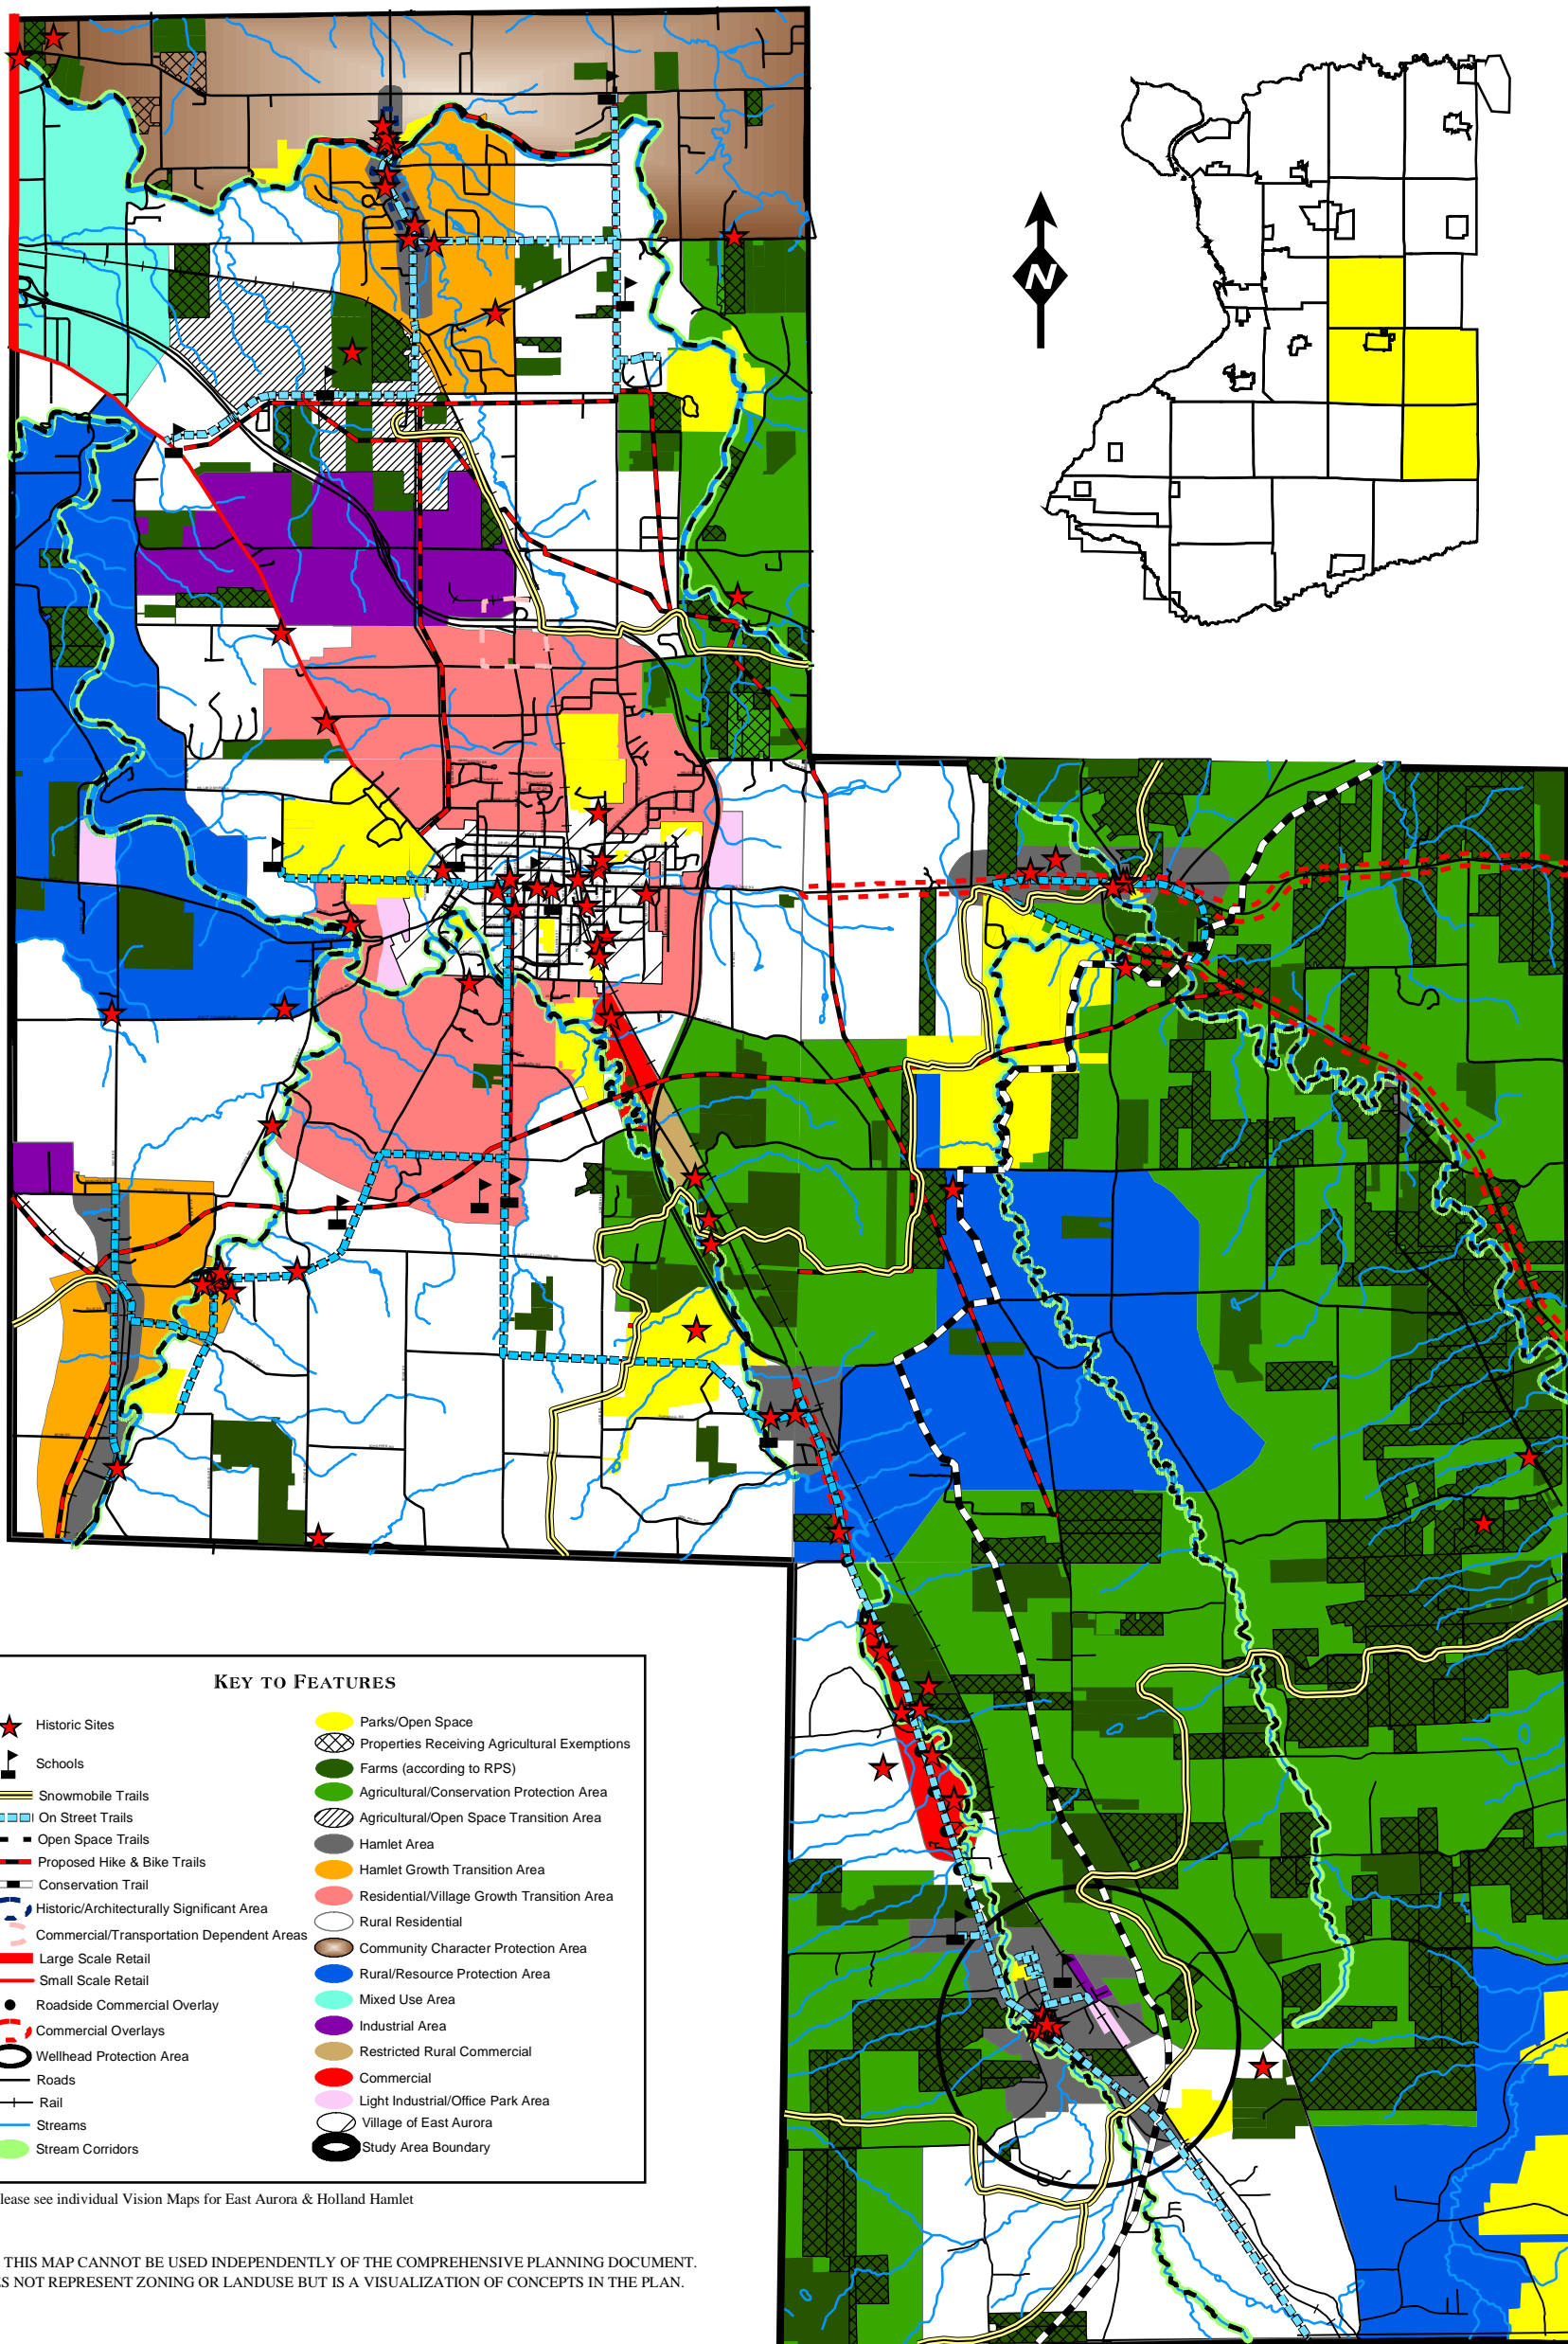 N
KEY TO FEATURES
Historic Sites
Schools
Snowmobile Trails
On Street Trails
Open Space Trails
Proposed Hike & Bike Trails
Conservation Trail
Historic/Architecturally Significant Area
Commercial/Transportation Dependent Areas
Large Scale Retail
Small Scale Retail
Roadside Commercial Overlay
Commercial Overlays
Wellhead Protection Area
Roads
Rail
Streams
Stream Corridors
Parks/Open Space
Properties Receiving Agricultural Exemptions
Farms (according to RPS)
Agricultural/Conservation Protection Area
Agricultural/Open Space Transition Area
Hamlet Area
Hamlet Growth Transition Area
Residential/Village Growth Transition Area
Rural Residential
Community Character Protection Area
Rural/Resource Protection Area
Mixed Use Area
Industrial Area
Restricted Rural Commercial
Commercial
Light Industrial/Office Park Area
Village of East Aurora
Study Area Boundary
lease see individual Vision Maps for East Aurora & Holland Hamlet
THIS MAP CANNOT BE USED INDEPENDENTLY OF THE COMPREHENSIVE PLANNING DOCUMENT.
S NOT REPRESENT ZONING OR LANDUSE BUT IS A VISUALIZATION OF CONCEPTS IN THE PLAN.